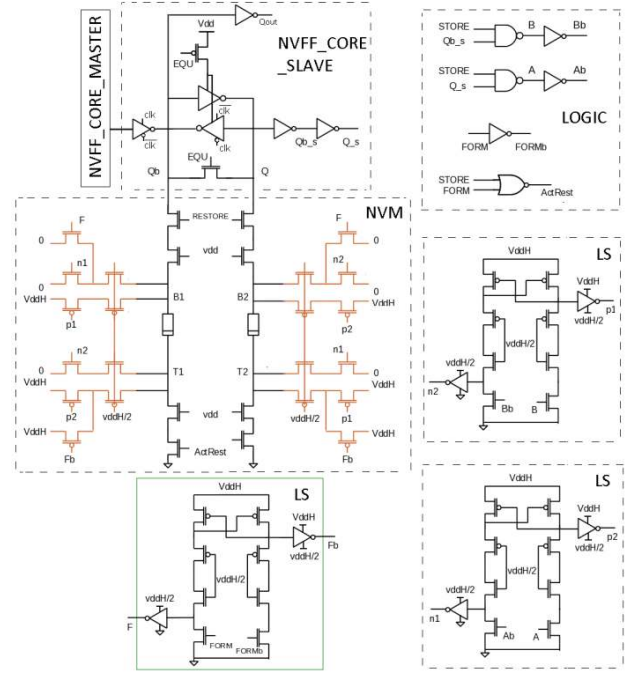 NVFF_CORE_MASTER
Qout
Vdd
NVFF_CORE
_SLAVE
EQU
clk
clk
clk
clk
Qb_s
Q_s
EQU
Qb
Q
STORE
Qb_s
B
Bb
STORE
Q_s
A
Ab
LOGIC
FORM
FORMb
STORE
FORM
ActRest
NVM
F
0
n1
0
VddH
p1
RESTORE
vdd
B1
B2
F
0
n2
0
VddH
p2
n2
0
VddH
p2
vddH/2
VddH
Fb
T1
T2
vdd
ActRest
n1
0
VddH
p1
vddH/2
VddH
Fb
LS
VddH
VddH
p1
vddH/2
vddH/2
vddH/2
n2
Bb
B
LS
VddH
VddH
Fb
vddH/2
vddH/2
vddH/2
F
FORM
FORMb
LS
VddH
VddH
p2
vddH/2
vddH/2
vddH/2
n1
Ab
A